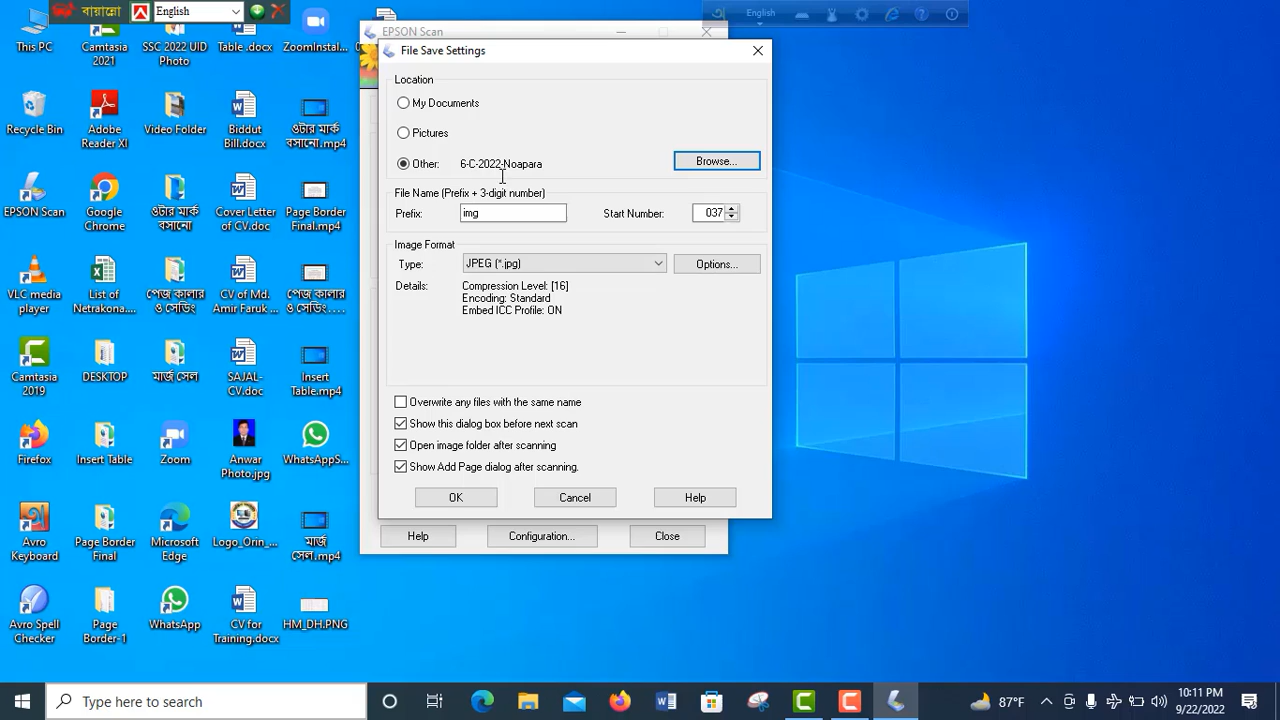 বায়ান্নো
English
English
This PC
Camtasia
2021
SSC 2022 UID
Photo
Table .docx
ZoomInstal...
Recycle Bin
Adobe
Reader XI
Video Folder
Biddut
Bill.docx
ওটার মার্ক
বসানো.mp4
EPSON Scan
Google
Chrome
ওটার মার্ক
বসানো
Cover Letter
of CV.doc
Page Border
Final.mp4
VLC media
player
List of
Netrakona...
পেজ কালার
ও সেডিং
CV of Md.
Amir Faruk ...
পেজ কালার
ও সেডিং ....
Camtasia
2019
DESKTOP
মার্জ সেল
SAJAL-
CV.doc
Insert
Table.mp4
Firefox
Insert Table
Zoom
Anwar
Photo.jpg
WhatsAppS...
Avro
Keyboard
Page Border
Final
Microsoft
Edge
Logo_Orin_...
মার্জ
সেল.mp4
Avro Spell
Checker
Page
Border-1
WhatsApp
CV for
Training.docx
HM_DH.PNG
EPSON Scan
File Save Settings
Location
My Documents
Pictures
Other: 6-C-2022-Noapara
Browse...
File Name (Prefix + 3-digit number)
Prefix: img
Start Number: 037
Image Format
Type: JPEG (*.jpg)
Options...
Details: Compression Level: [16]
Encoding: Standard
Embed ICC Profile: ON
Overwrite any files with the same name
Show this dialog box before next scan
Open image folder after scanning
Show Add Page dialog after scanning.
OK
Cancel
Help
Help
Configuration...
Close
Type here to search
87°F
10:11 PM
9/22/2022